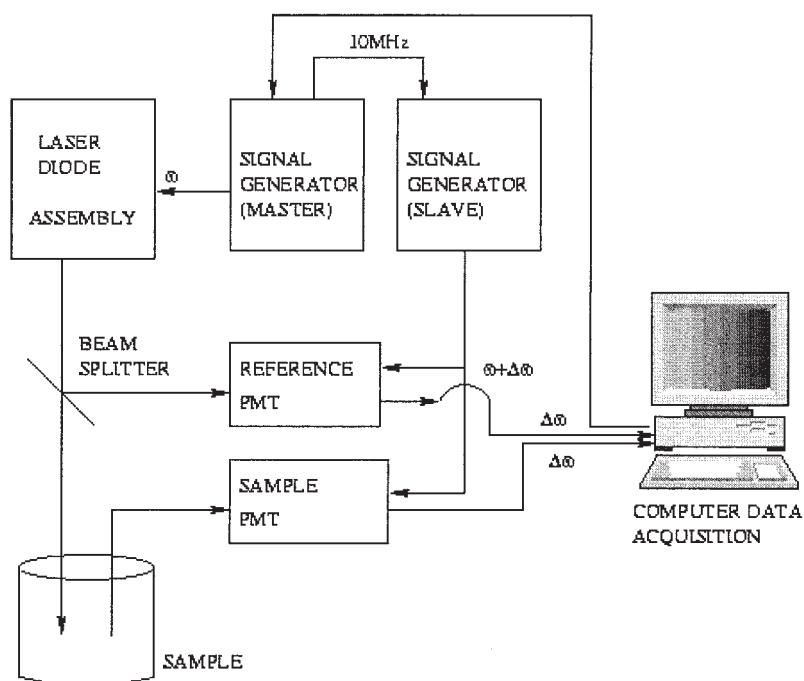 10MHz
LASER
DIODE
ASSEMBLY
ω
SIGNAL
GENERATOR
(MASTER)
SIGNAL
GENERATOR
(SLAVE)
BEAM
SPLITTER
REFERENCE
PMT
ω+Δω
Δω
Δω
SAMPLE
PMT
COMPUTER DATA
ACQUISITION
SAMPLE